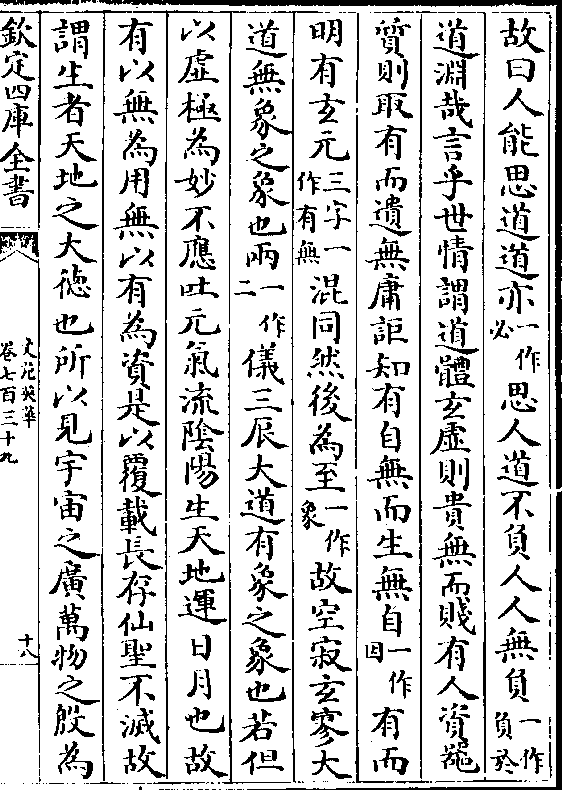 故曰人能思道道亦一作必思人道不負人人無負一作負於
道淵哉言乎世情謂道體玄虛則貴無而賤有人資器
質則取有而遺無庸詎知有自無而生無自一作因有而
明有玄元三字一作有無混同然後為至一作象故空寂玄寥大
道無象之象也兩一作二儀三辰大道有象之象也若但
以虛極為妙不應吐元氣流陰陽生天地運日月也故
有以無為用無以有為資是以覆載長存仙聖不滅故
謂生者天地之大德也所以見宇宙之廣萬物之殷為
欽定四庫全書
文苑英華
卷七百三十九
十八